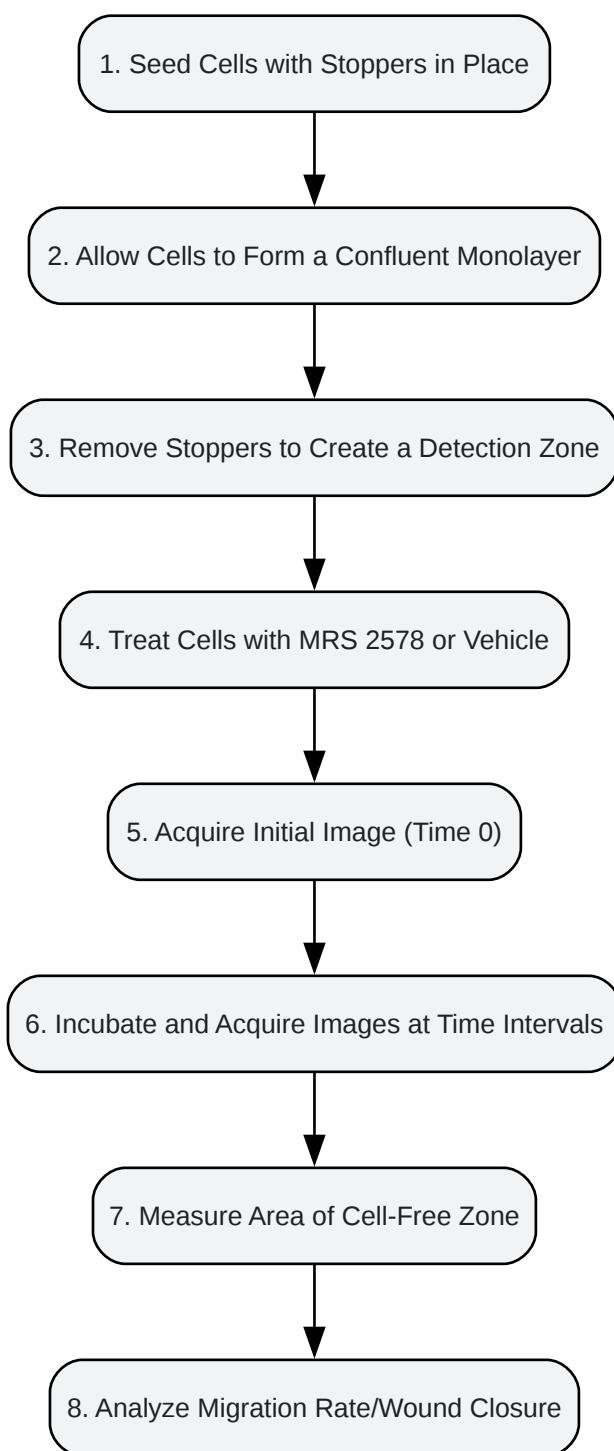 1. Seed Cells with Stoppers in Place
2. Allow Cells to Form a Confluent Monolayer
3. Remove Stoppers to Create a Detection Zone
4. Treat Cells with MRS 2578 or Vehicle
5. Acquire Initial Image (Time 0)
6. Incubate and Acquire Images at Time Intervals
7. Measure Area of Cell-Free Zone
8. Analyze Migration Rate/Wound Closure